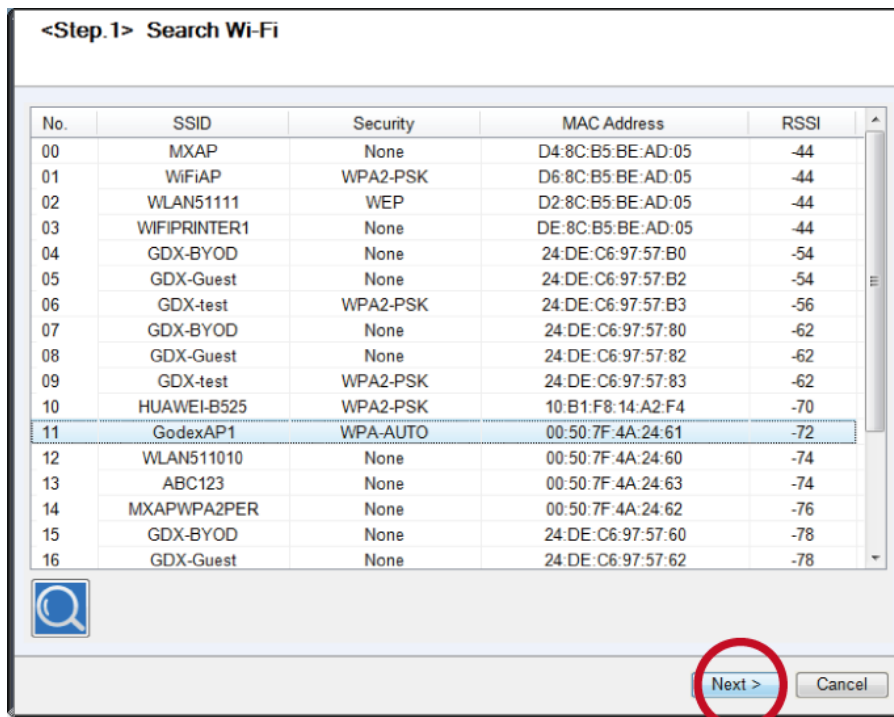 <Step.1> Search Wi-Fi
No. SSID Security MAC Address RSSI
00 MXAP None D4:8C:B5:BE:AD:05 -44
01 WiFiAP WPA2-PSK D6:8C:B5:BE:AD:05 -44
02 WLAN51111 WEP D2:8C:B5:BE:AD:05 -44
03 WIFIPRINTER1 None DE:8C:B5:BE:AD:05 -44
04 GDX-BYOD None 24:DE:C6:97:57:B0 -54
05 GDX-Guest None 24:DE:C6:97:57:B2 -54
06 GDX-test WPA2-PSK 24:DE:C6:97:57:B3 -56
07 GDX-BYOD None 24:DE:C6:97:57:80 -62
08 GDX-Guest None 24:DE:C6:97:57:82 -62
09 GDX-test WPA2-PSK 24:DE:C6:97:57:83 -62
10 HUAWEI-B525 WPA2-PSK 10:B1:F8:14:A2:F4 -70
11 GodexAP1 WPA-AUTO 00:50:7F:4A:24:61 -72
12 WLAN511010 None 00:50:7F:4A:24:60 -74
13 ABC123 None 00:50:7F:4A:24:63 -74
14 MXAPWPA2PER None 00:50:7F:4A:24:62 -76
15 GDX-BYOD None 24:DE:C6:97:57:60 -78
16 GDX-Guest None 24:DE:C6:97:57:62 -78
Next > Cancel